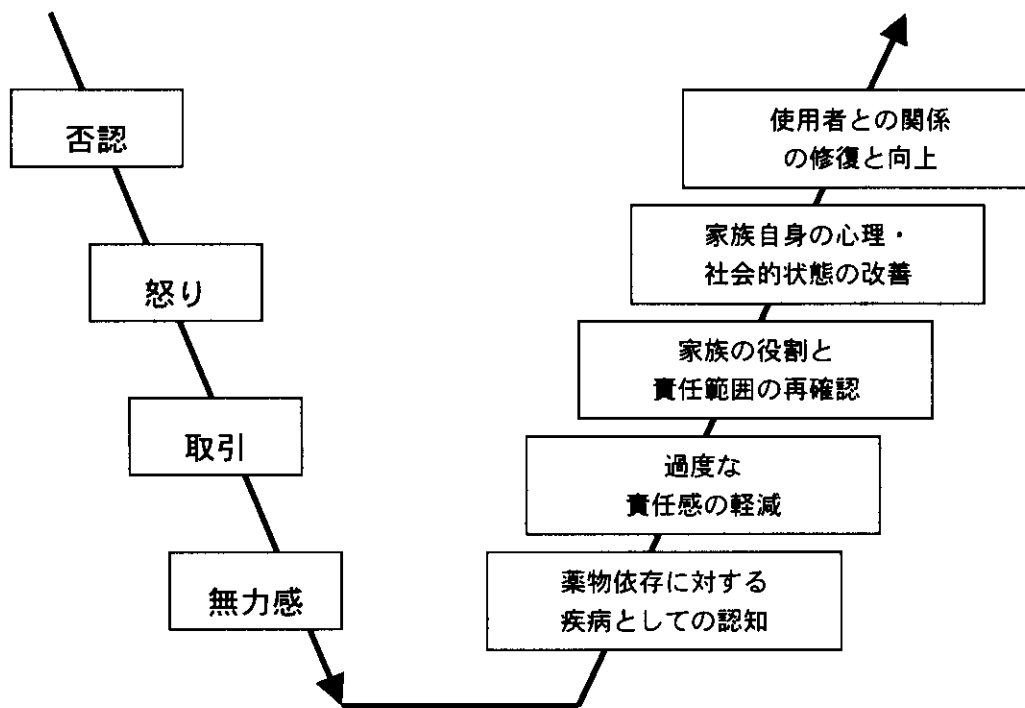 否認
怒り
取引
無力感
使用者との関係
の修復と向上
家族自身の心理・
社会的状態の改善
家族の役割と
責任範囲の再確認
過度な
責任感の軽減
薬物依存に対する
疾病としての認知